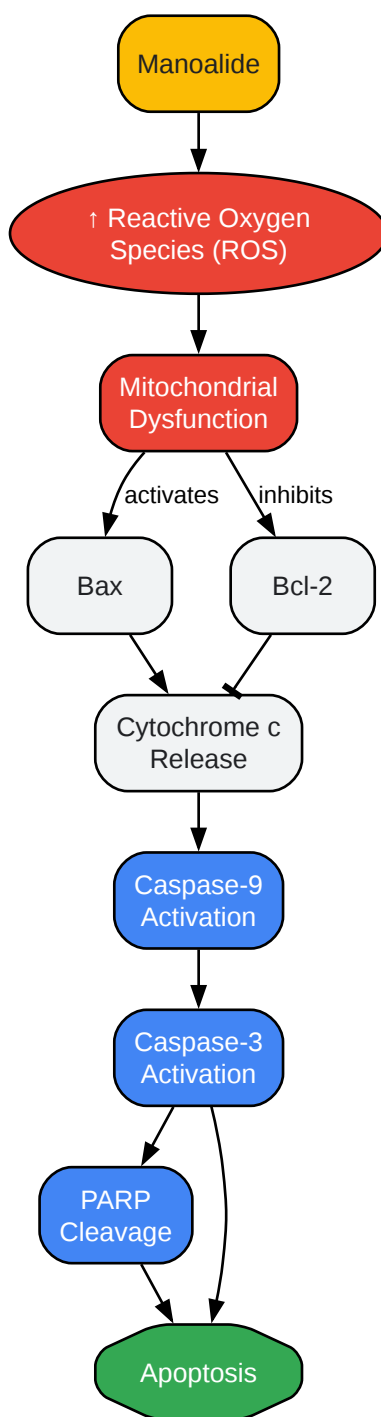 Manoalide
↑ Reactive Oxygen
Species (ROS)
Mitochondrial
Dysfunction
activates
inhibits
Bax
Bcl-2
Cytochrome c
Release
Caspase-9
Activation
Caspase-3
Activation
PARP
Cleavage
Apoptosis